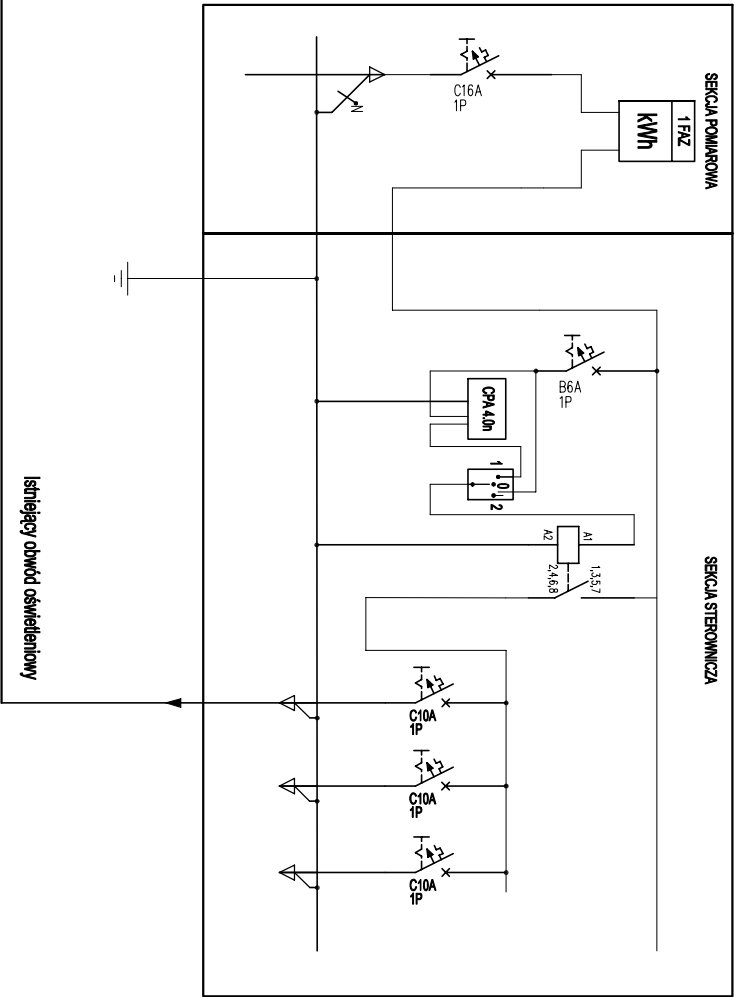 SEKCJA POMIAROWA
1 FAZ
kWh
C16A
1P
N
SEKCJA STEROWNICZA
B6A
1P
CPA 4.0n
1
0
2
A1
A2
1,3,5,7
2,4,6,8
C10A
1P
C10A
1P
C10A
1P
Istniejący obwód oświetleniowy